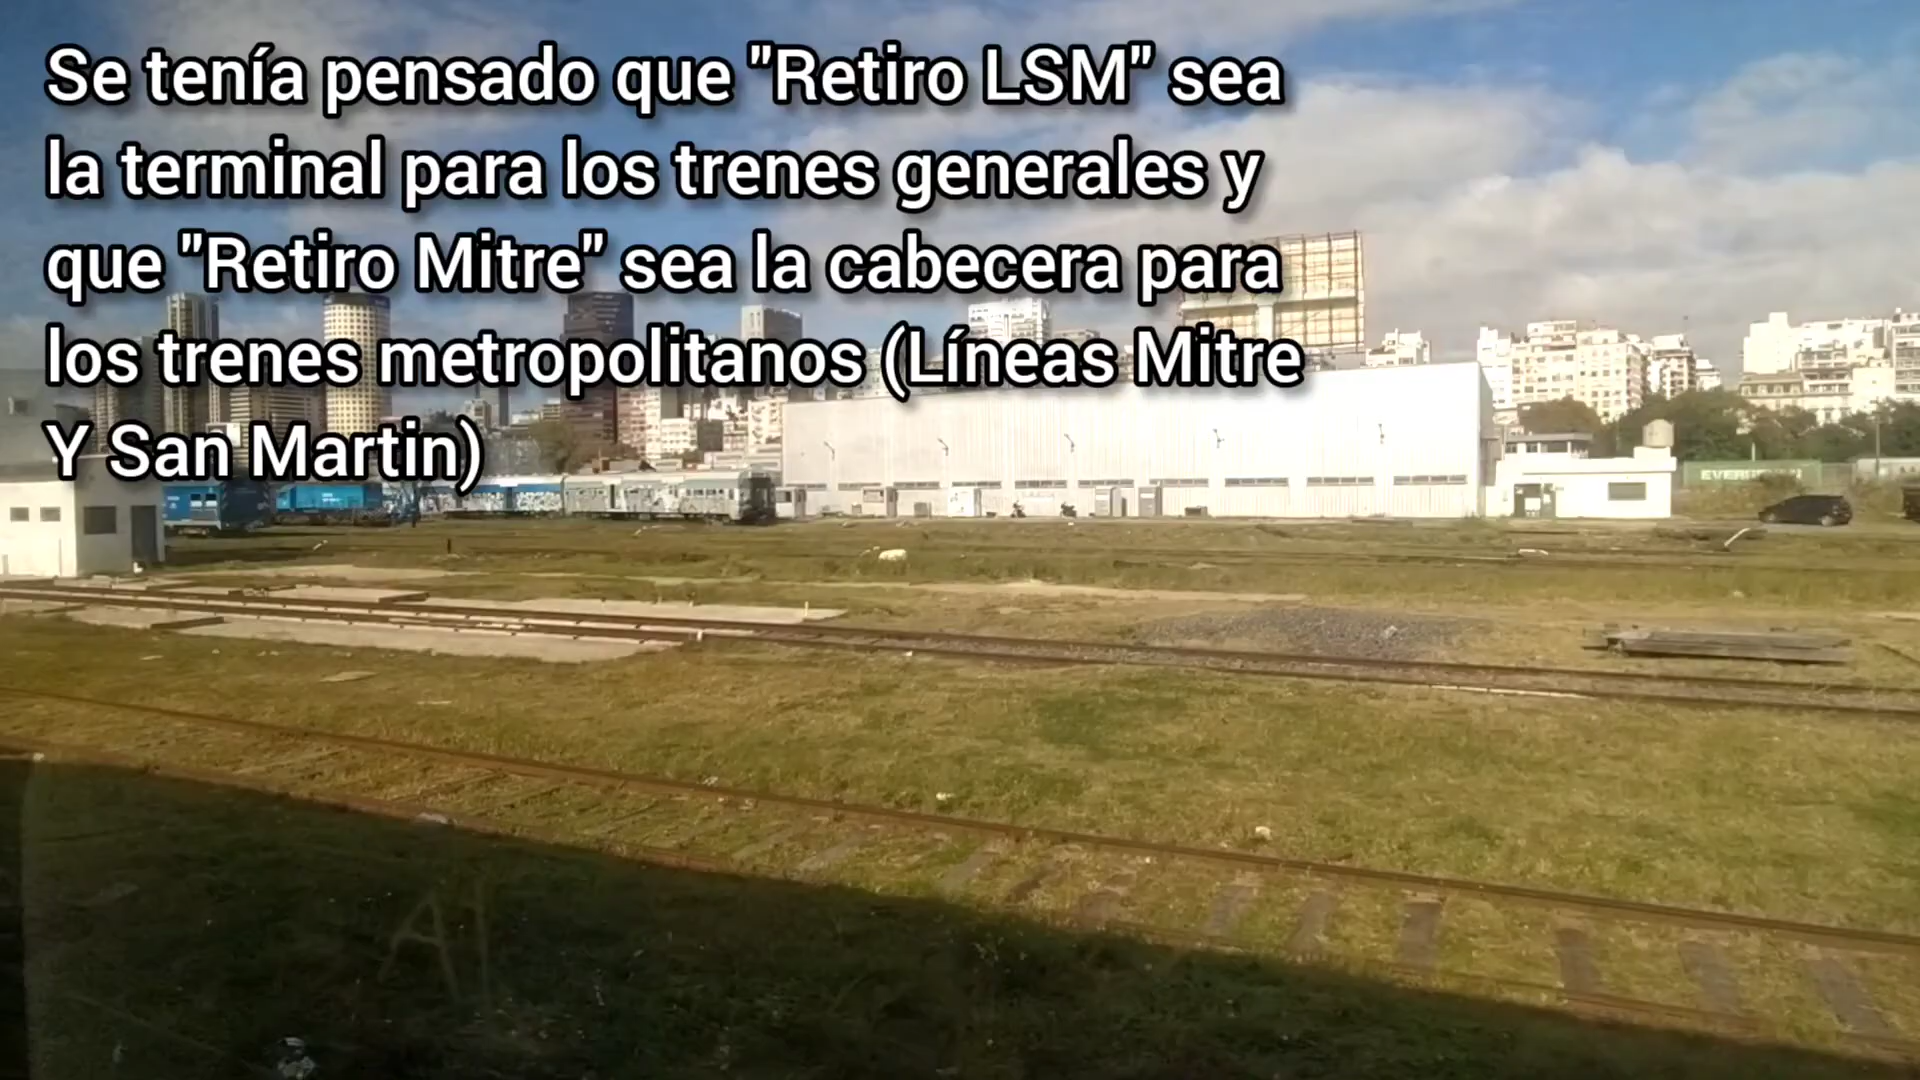 Se tenía pensado que "Retiro LSM" sea
la terminal para los trenes generales y
que "Retiro Mitre" sea la cabecera para
los trenes metropolitanos (Líneas Mitre
Y San Martin)
EVERGREEN